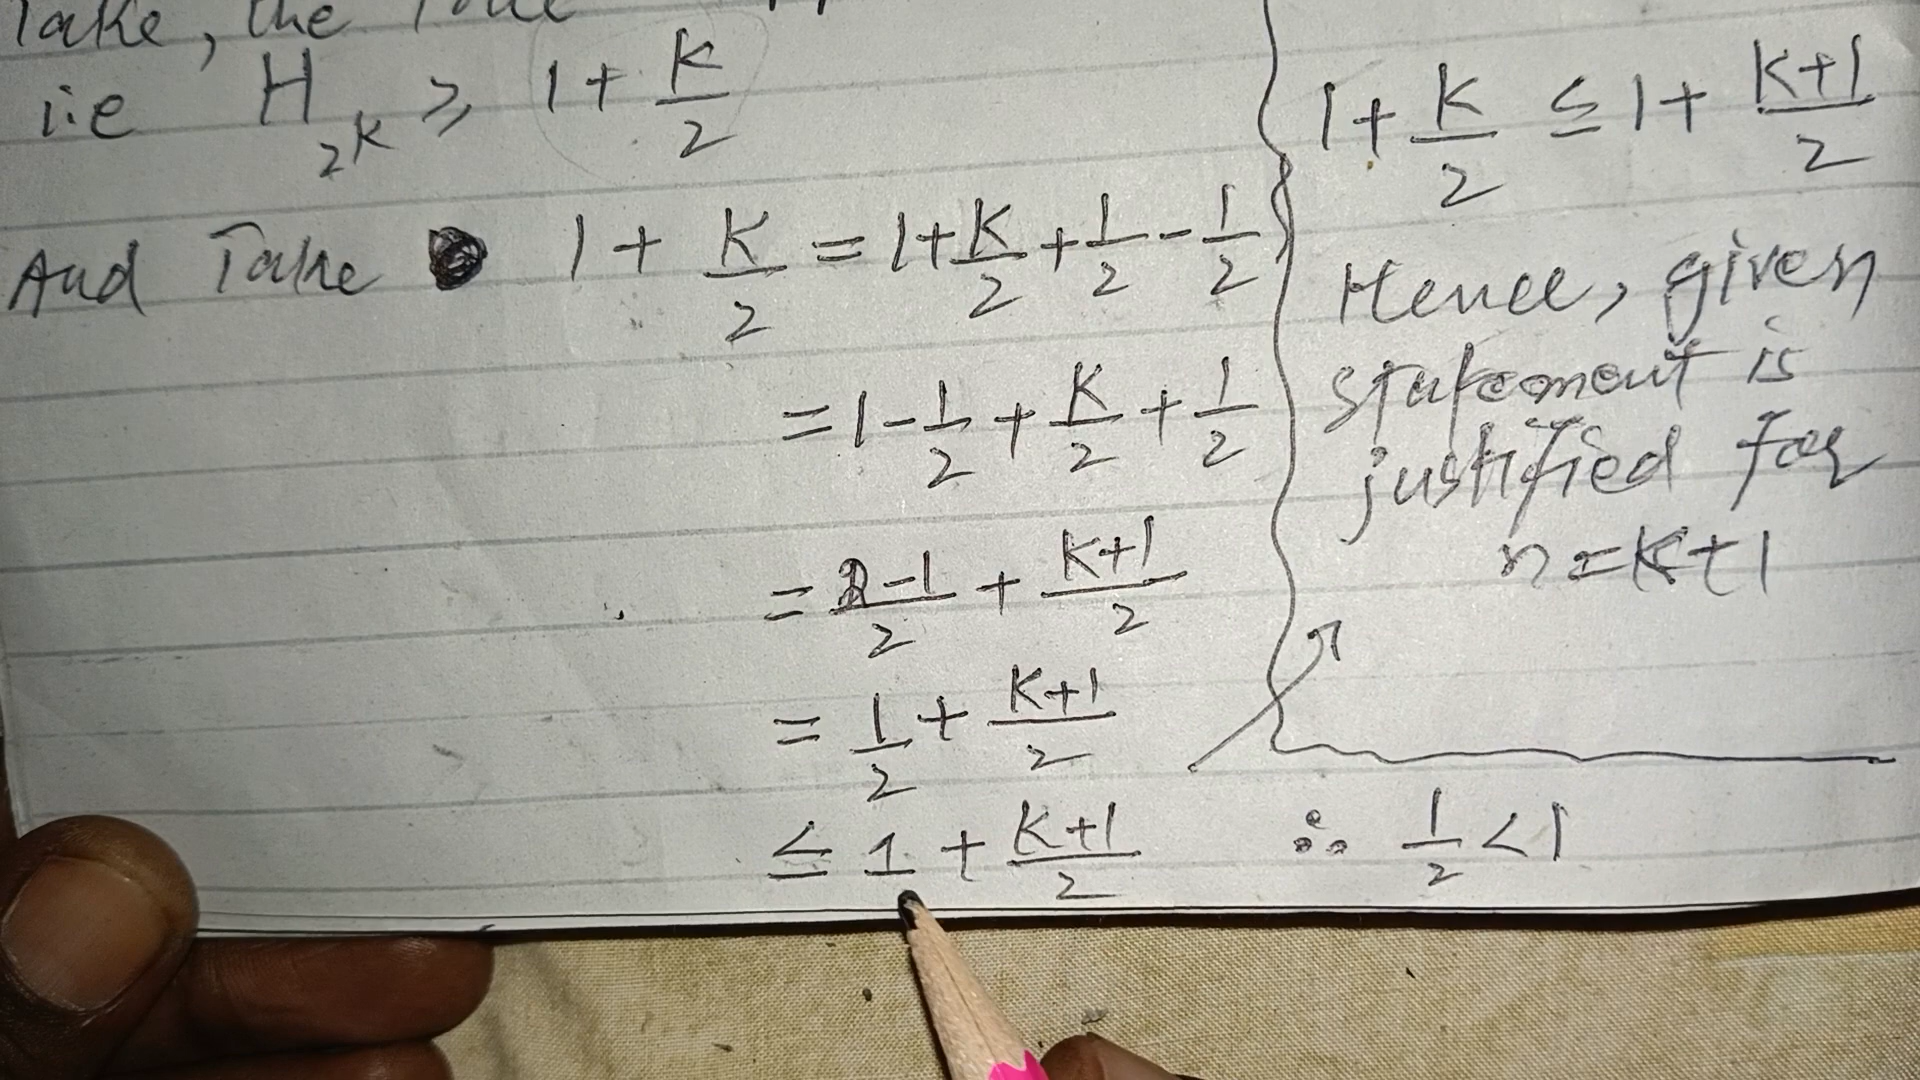 Take, the
i.e H_{2^k} ≥ 1 + K/2
And Take 1 + K/2 = 1 + K/2 + 1/2 - 1/2
= 1 - 1/2 + K/2 + 1/2
= 2-1/2 + K+1/2
= 1/2 + K+1/2
≤ 1 + K+1/2 ∴ 1/2 < 1
1 + K/2 ≤ 1 + K+1/2
Hence, given
statement is
justified for
n = K+1